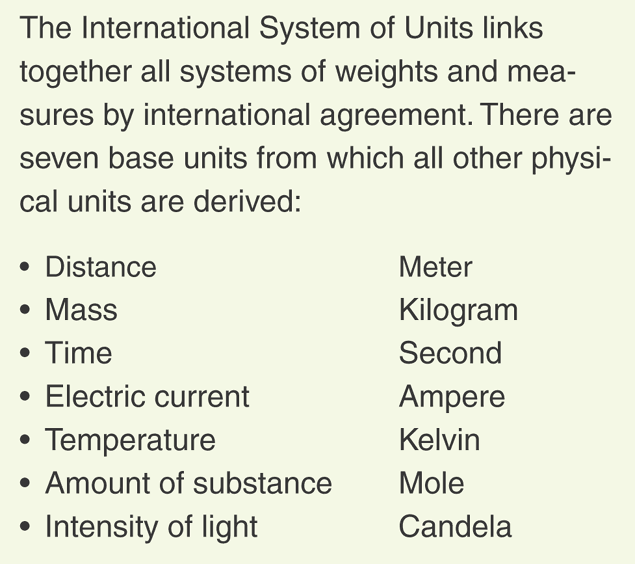 The International System of Units links
together all systems of weights and mea-
sures by international agreement. There are
seven base units from which all other physi-
cal units are derived:
• Distance Meter
• Mass Kilogram
• Time Second
• Electric current Ampere
• Temperature Kelvin
• Amount of substance Mole
• Intensity of light Candela